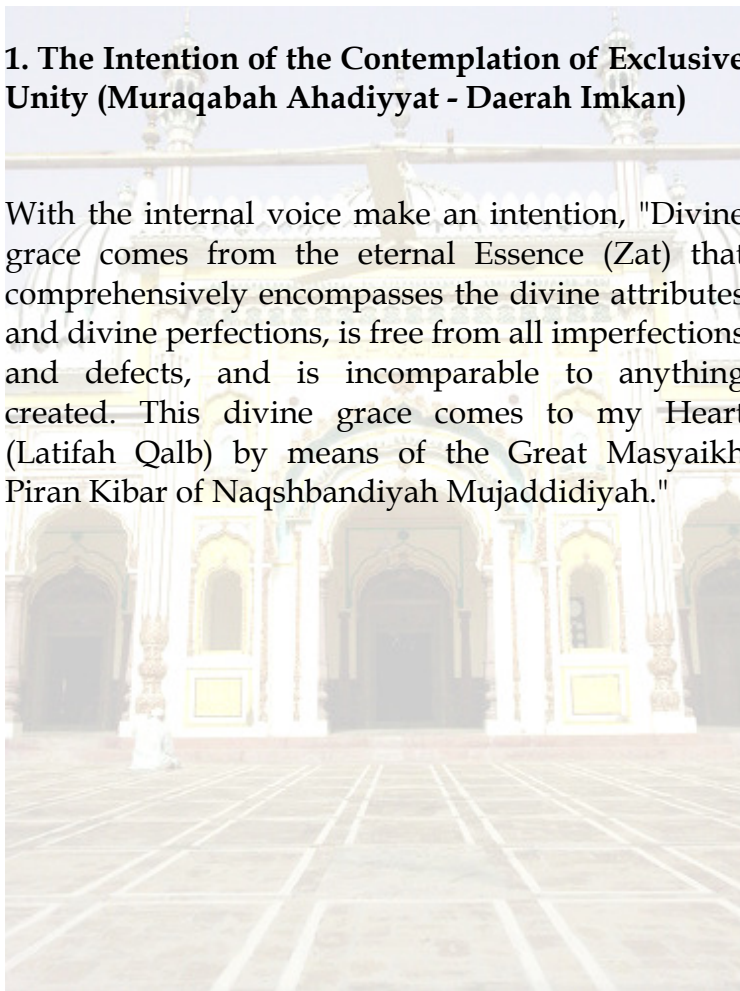 1. The Intention of the Contemplation of Exclusive
Unity (Muraqabah Ahadiyyat - Daerah Imkan)
With the internal voice make an intention, "Divine
grace comes from the eternal Essence (Zat) that
comprehensively encompasses the divine attributes
and divine perfections, is free from all imperfections
and defects, and is incomparable to anything
created. This divine grace comes to my Heart
(Latifah Qalb) by means of the Great Masyaikh
Piran Kibar of Naqshbandiyah Mujaddidiyah."